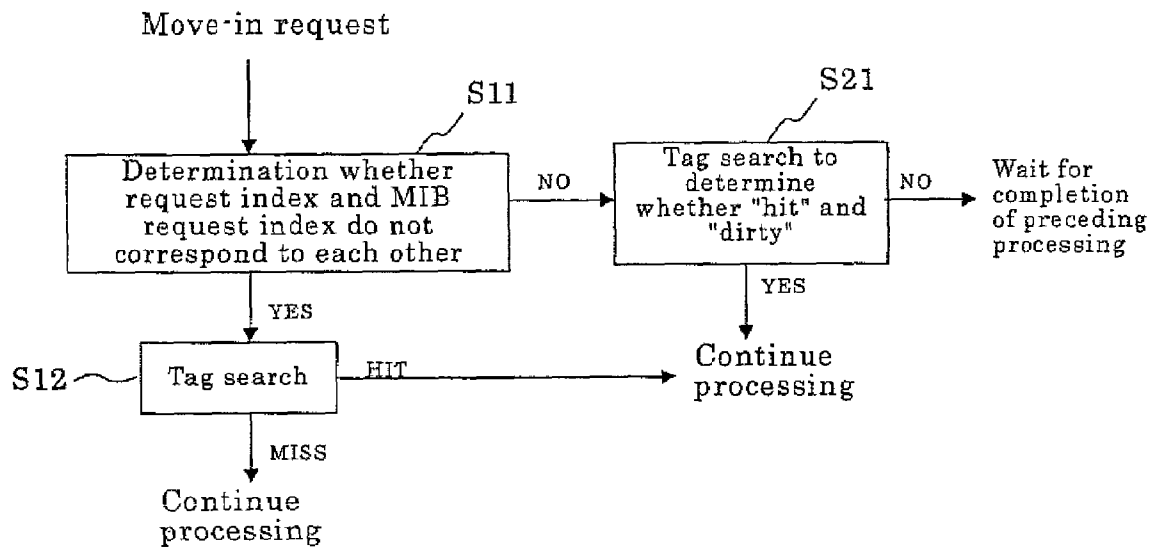 Move-in request
S11
Determination whether
request index and MIB
request index do not
correspond to each other
NO
S21
Tag search to
determine
whether "hit" and
"dirty"
NO
Wait for
completion
of preceding
processing
YES
YES
S12
Tag search
HIT
Continue
processing
MISS
Continue
processing